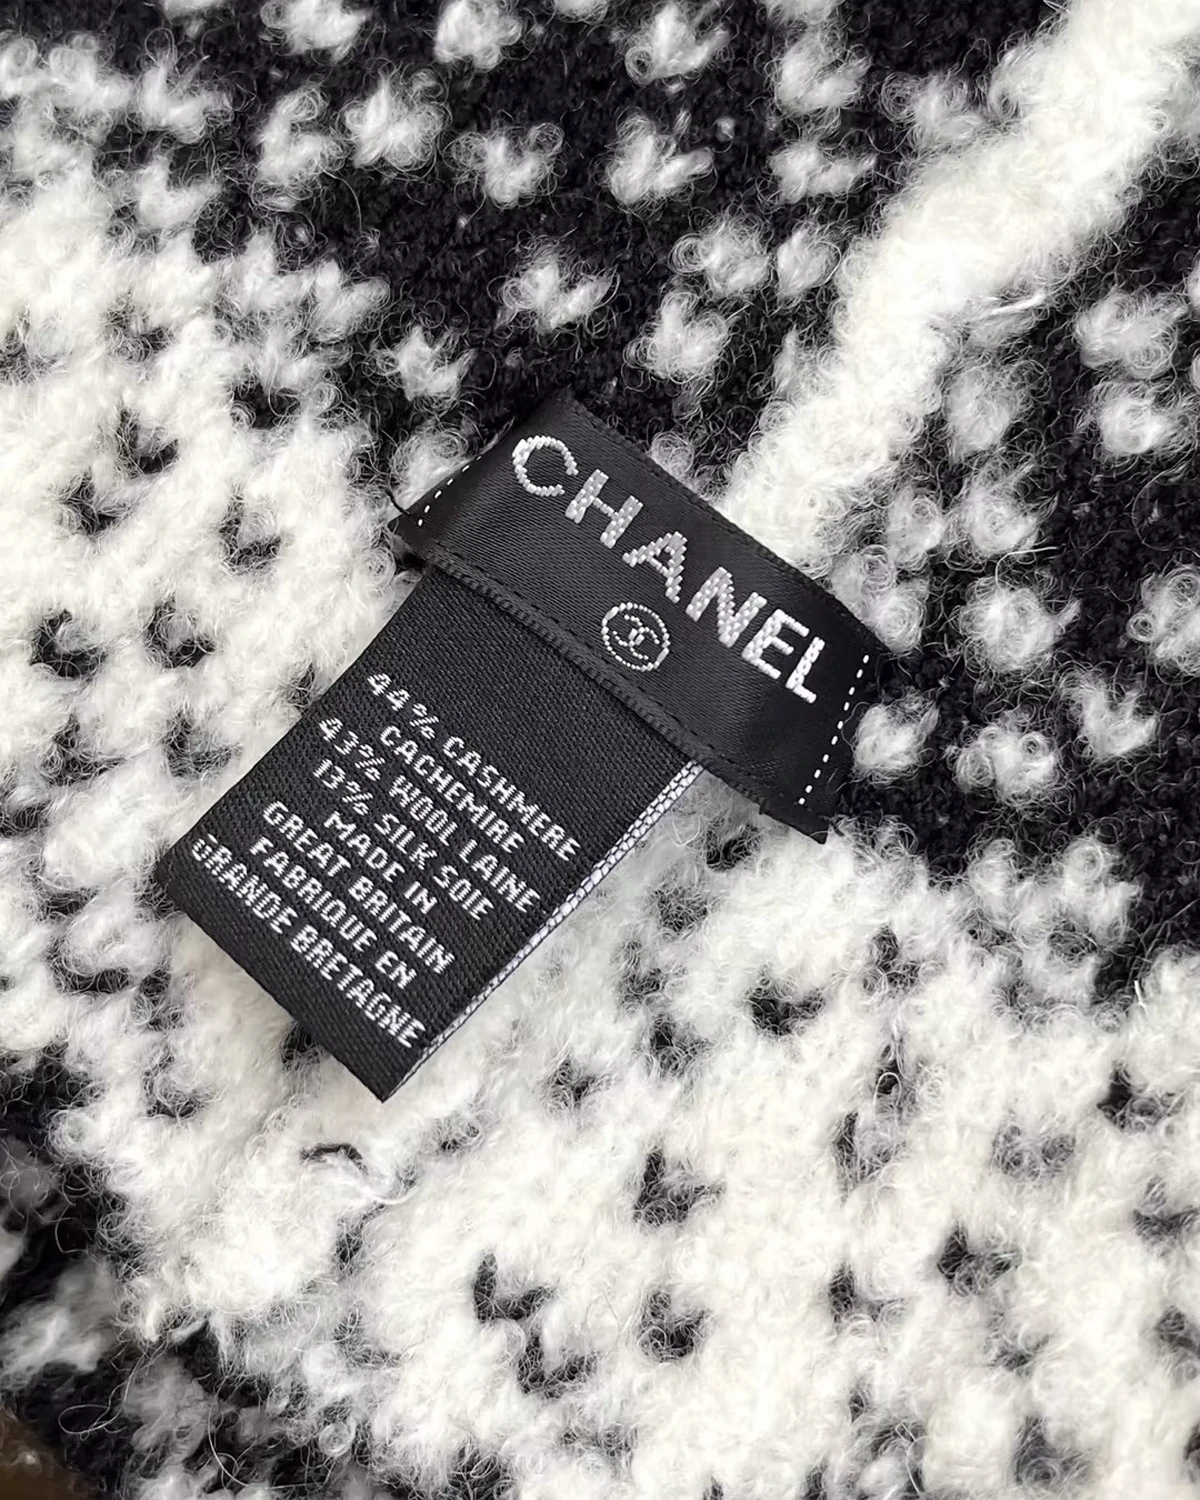 CHANEL
44% CASHMERE
CACHEMIRE
43% WOOL LAINE
13% SILK SOIE
MADE IN
GREAT BRITAIN
FABRIQUE EN
GRANDE BRETAGNE